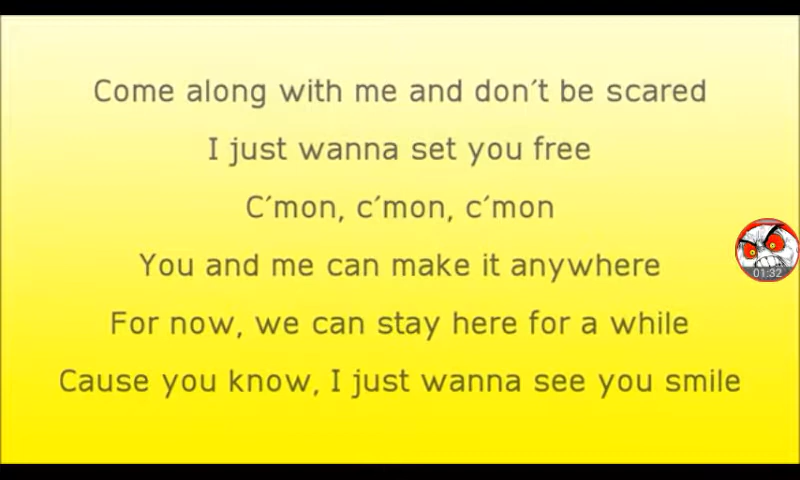 Come along with me and don't be scared
I just wanna set you free
C'mon, c'mon, c'mon
You and me can make it anywhere
For now, we can stay here for a while
Cause you know, I just wanna see you smile
01:32